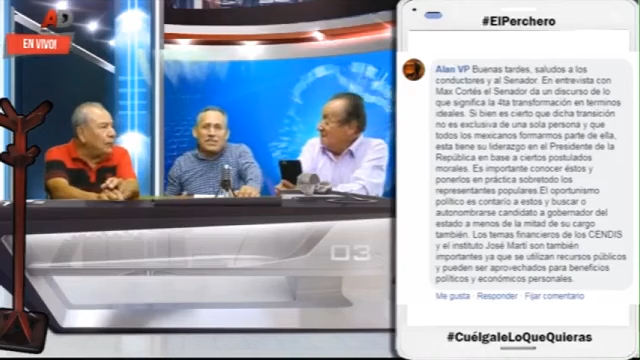 AD
EN VIVO!
03
#ElPerchero
Alan VP Buenas tardes, saludos a los
conductores y al Senador. En entrevista con
Max Cortés el Senador da un discurso de lo
que significa la 4ta transformación en terminos
ideales. Si bien es cierto que dicha transición
no es exclusiva de una sola persona y que
todos los mexicanos formarmos parte de ella,
esta tiene su liderazgo en el Presidente de la
República en base a ciertos postulados
morales. Es importante conocer éstos y
ponerlos en práctica sobretodo los
representantes populares.El oportunismo
político es contario a estos y buscar o
autonombrarse candidato a gobernador del
estado a menos de la mitad de su cargo
también. Los temas financieros de los CENDIS
y el instituto José Martí son también
importantes ya que se utilizan recursos públicos
y pueden ser aprovechados para beneficios
políticos y económicos personales.
Me gusta · Responder · Fijar comentario
#CuélgaleLoQueQuieras